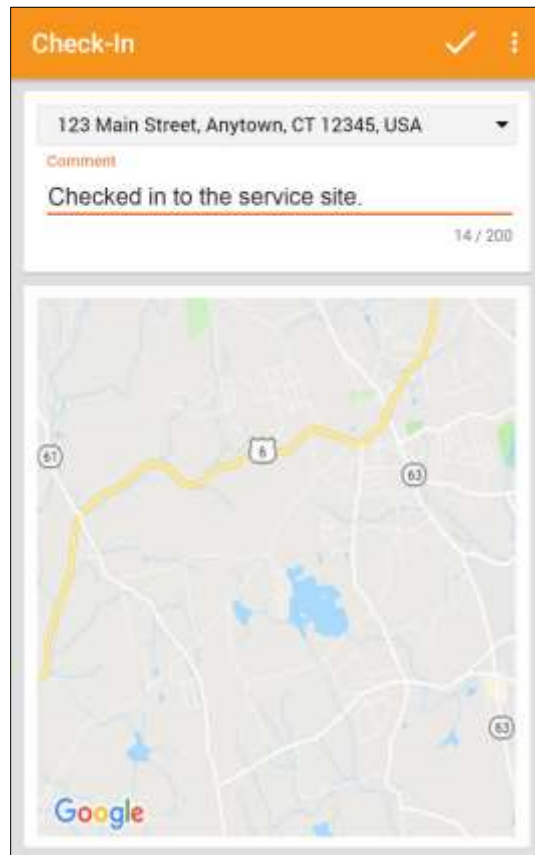 Check-In
123 Main Street, Anytown, CT 12345, USA
Comment
Checked in to the service site.
14 / 200
6
61
63
63
Google